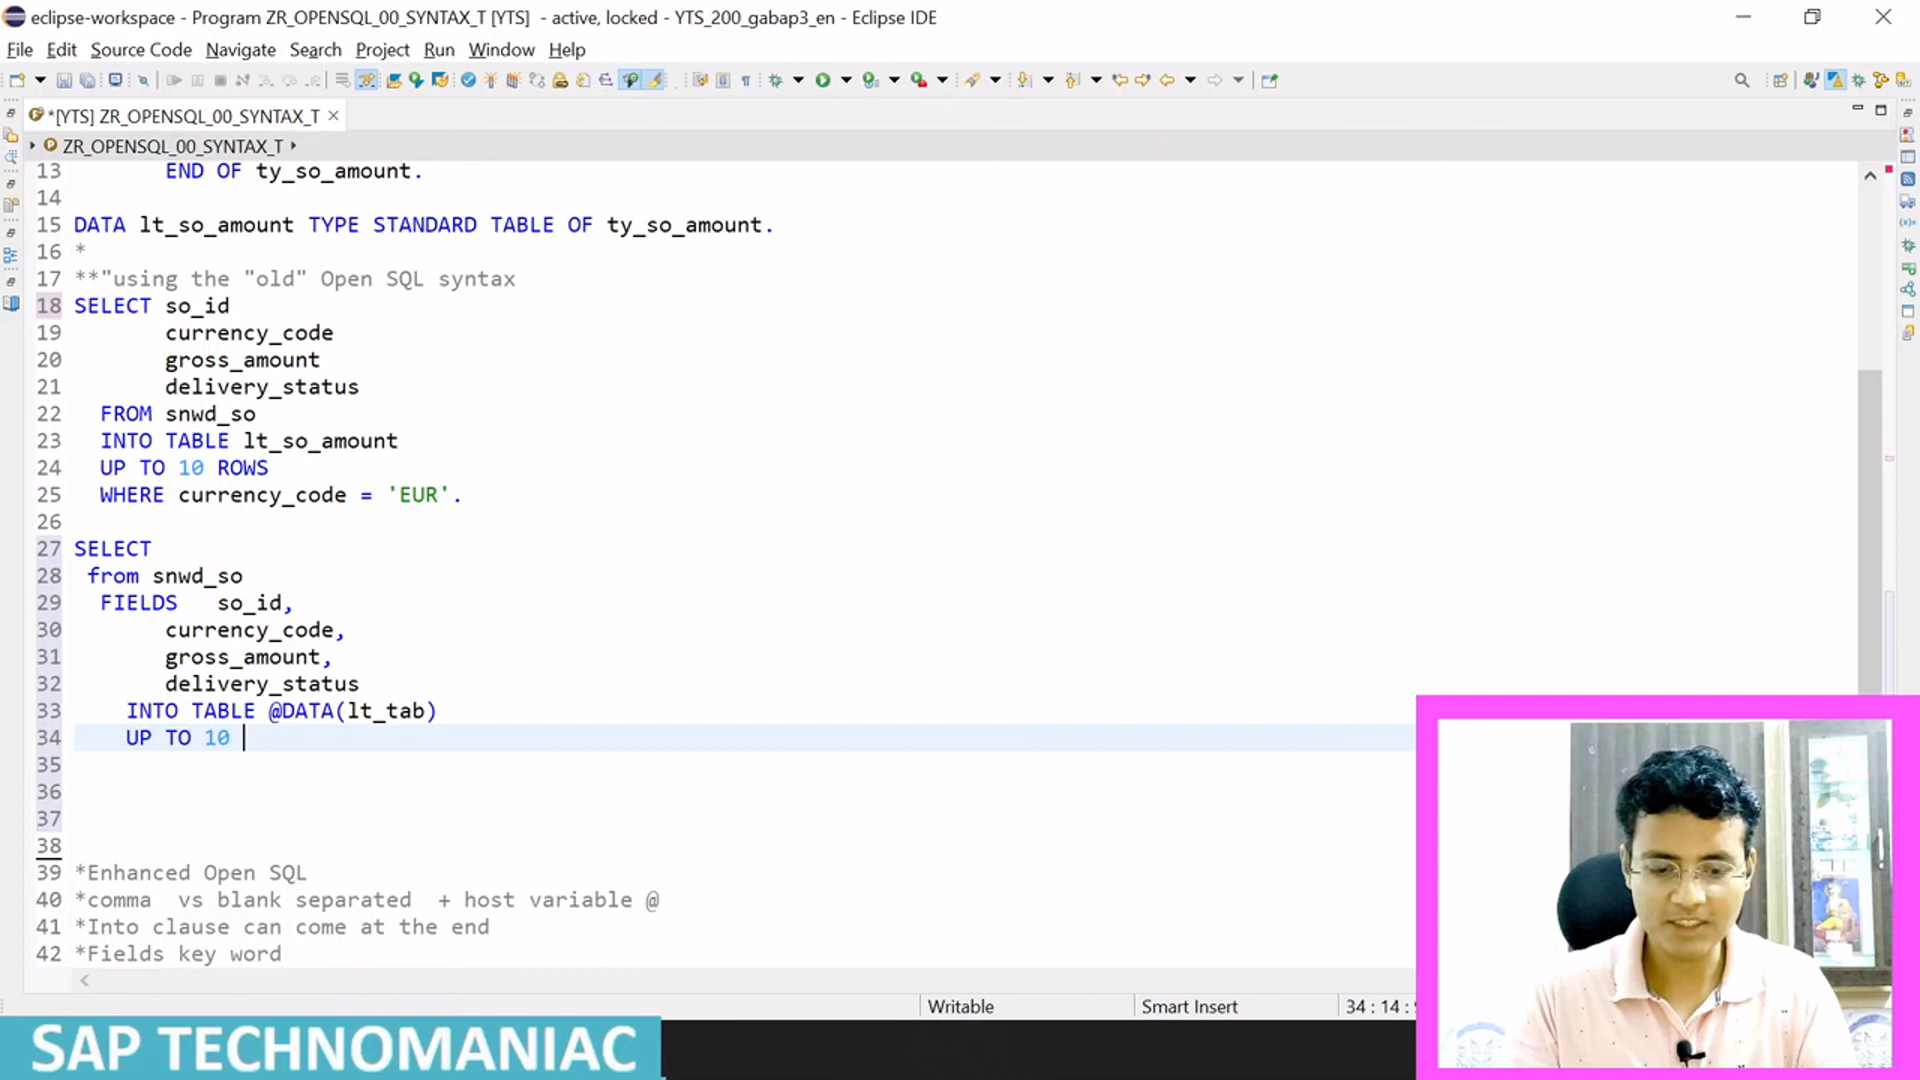 eclipse-workspace - Program ZR_OPENSQL_00_SYNTAX_T [YTS] - active, locked - YTS_200_gabap3_en - Eclipse IDE
File Edit Source Code Navigate Search Project Run Window Help
*[YTS] ZR_OPENSQL_00_SYNTAX_T
ZR_OPENSQL_00_SYNTAX_T
13 END OF ty_so_amount.
14
15 DATA lt_so_amount TYPE STANDARD TABLE OF ty_so_amount.
16 *
17 **"using the "old" Open SQL syntax
18 SELECT so_id
19 currency_code
20 gross_amount
21 delivery_status
22 FROM snwd_so
23 INTO TABLE lt_so_amount
24 UP TO 10 ROWS
25 WHERE currency_code = 'EUR'.
26
27 SELECT
28 from snwd_so
29 FIELDS so_id,
30 currency_code,
31 gross_amount,
32 delivery_status
33 INTO TABLE @DATA(lt_tab)
34 UP TO 10
35
36
37
38
39 *Enhanced Open SQL
40 *comma vs blank separated + host variable @
41 *Into clause can come at the end
42 *Fields key word
Writable Smart Insert 34 : 14 :
SAP TECHNOMANIAC